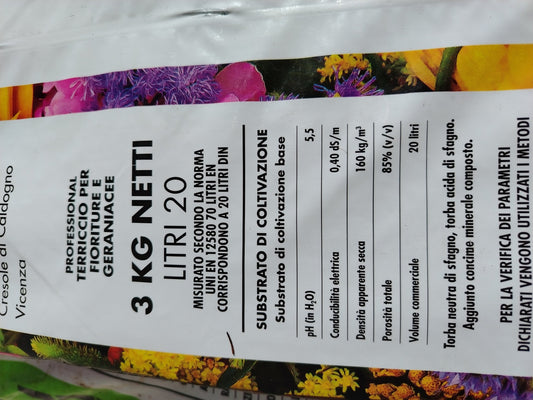 Cresole di Caldogno
Vicenza
PROFESSIONAL
TERRICCIO PER
FIORITURE E
GERANIACEE
3 KG NETTI
LITRI 20
MISURATO SECONDO LA NORMA
UNI EN 12580 70 LITRI EN
CORRISPONDONO A 20 LITRI DIN
SUBSTRATO DI COLTIVAZIONE
Substrato di coltivazione base
pH (in H₂O) 5,5
Conducibilità elettrica 0,40 dS/m
Densità apparente secca 160 kg/m³
Porosità totale 85% (v/v)
Volume commerciale 20 litri
Torba neutra di sfagno, torba acida di sfagno.
Aggiunto concime minerale composto.
PER LA VERIFICA DEI PARAMETRI
DICHIARATI VENGONO UTILIZZATI I METODI